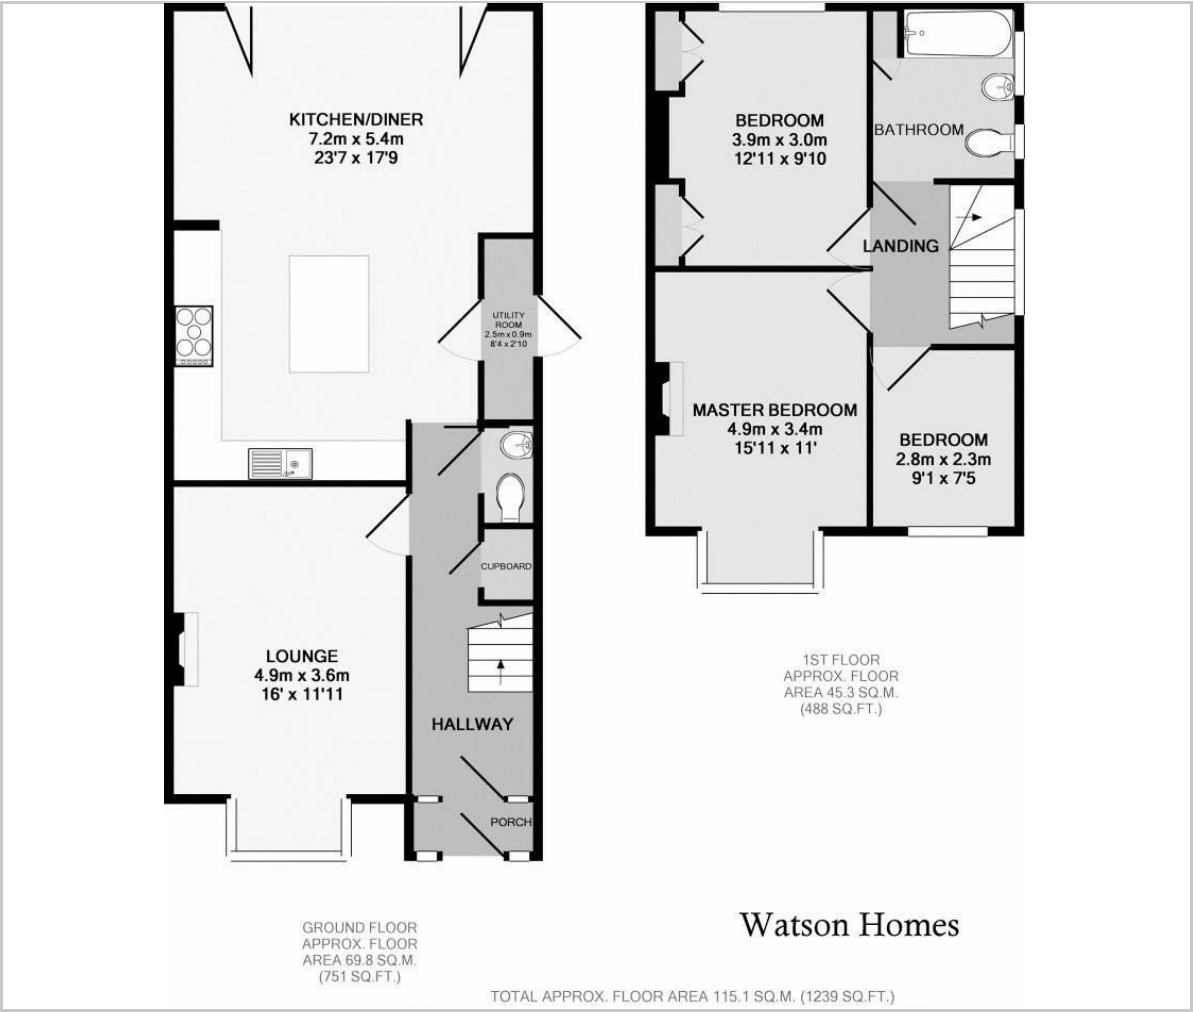 KITCHEN/DINER
7.2m x 5.4m
23'7 x 17'9
UTILITY
ROOM
2.5m x 0.9m
8'4 x 2'10
CUPBOARD
LOUNGE
4.9m x 3.6m
16' x 11'11
HALLWAY
PORCH
GROUND FLOOR
APPROX. FLOOR
AREA 69.8 SQ.M.
(751 SQ.FT.)
BEDROOM
3.9m x 3.0m
12'11 x 9'10
BATHROOM
LANDING
MASTER BEDROOM
4.9m x 3.4m
15'11 x 11'
BEDROOM
2.8m x 2.3m
9'1 x 7'5
1ST FLOOR
APPROX. FLOOR
AREA 45.3 SQ.M.
(488 SQ.FT.)
Watson Homes
TOTAL APPROX. FLOOR AREA 115.1 SQ.M. (1239 SQ.FT.)